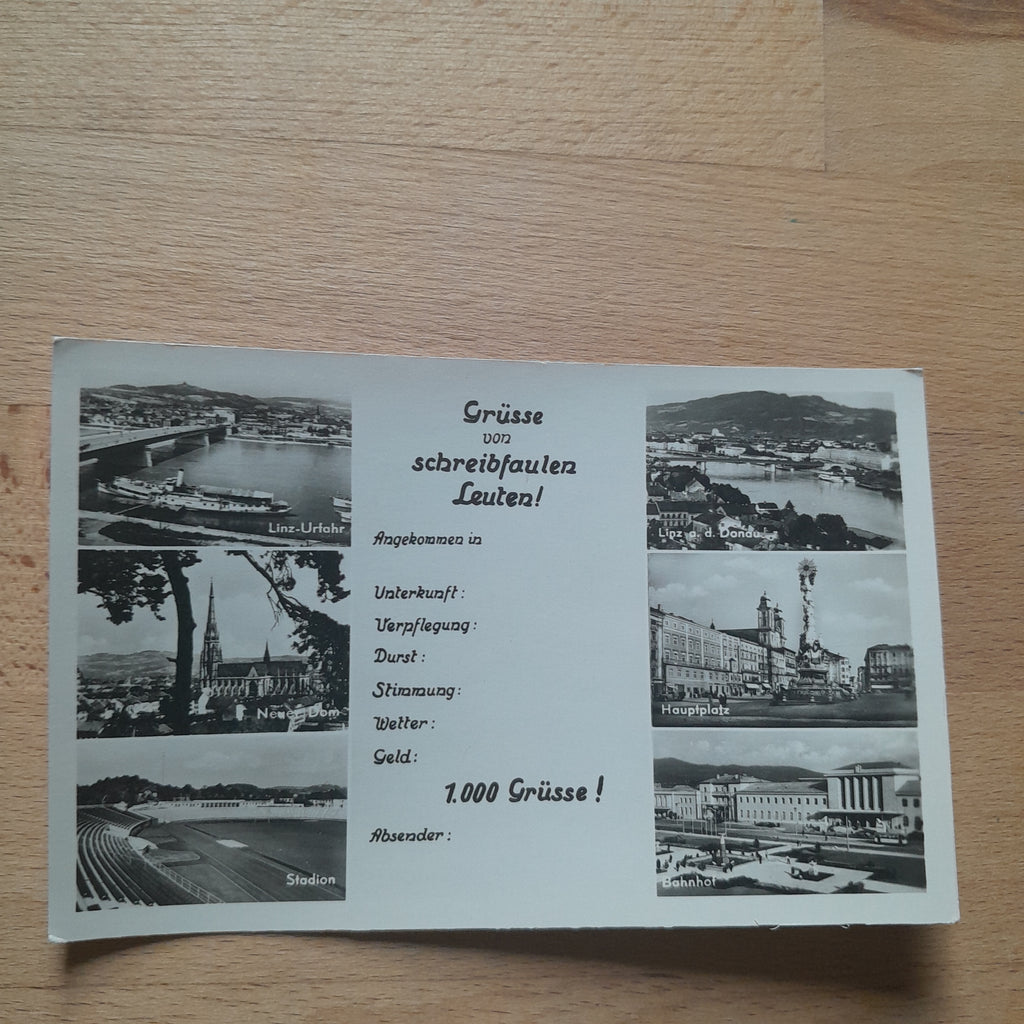 Grüsse
von
schreibfaulen
Leuten!
Angekommen in
Unterkunft:
Verpflegung:
Durst:
Stimmung:
Wetter:
Geld:
1.000 Grüsse!
Absender:
Linz-Urfahr
Neuer Dom
Stadion
Linz a. d. Donau
Hauptplatz
Bahnhof